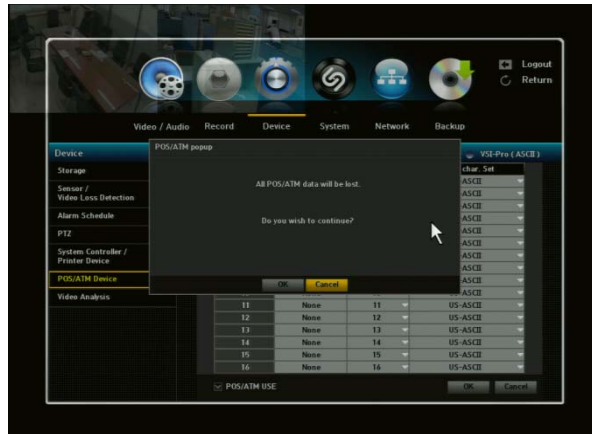 Logout
Return
Video / Audio Record Device System Network Backup
Device
VSI-Pro ( ASCII )
POS/ATM popup
Storage
char. Set
All POS/ATM data will be lost.
ASCII
Sensor /
Video Loss Detection
ASCII
ASCII
Alarm Schedule
ASCII
Do you wish to continue?
PTZ
ASCII
ASCII
System Controller /
Printer Device
ASCII
ASCII
POS/ATM Device
OK Cancel
ASCII
Video Analysis
ASCII
11 None 11 US-ASCII
12 None 12 US-ASCII
13 None 13 US-ASCII
14 None 14 US-ASCII
15 None 15 US-ASCII
16 None 16 US-ASCII
POS/ATM USE
OK Cancel